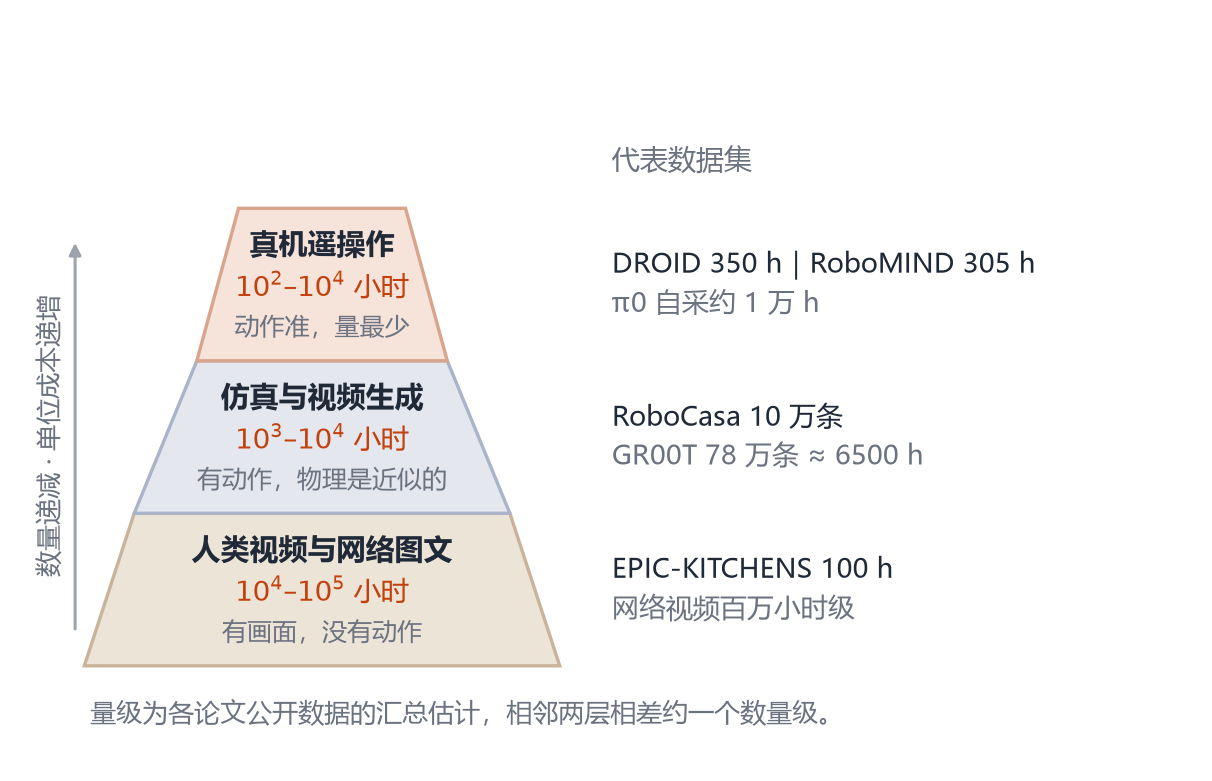 代表数据集
真机遥操作
10²–10⁴ 小时
动作准，量最少
DROID 350 h | RoboMIND 305 h
π0 自采约 1 万 h
仿真与视频生成
10³–10⁴ 小时
有动作，物理是近似的
RoboCasa 10 万条
GR00T 78 万条 ≈ 6500 h
人类视频与网络图文
10⁴–10⁵ 小时
有画面，没有动作
EPIC-KITCHENS 100 h
网络视频百万小时级
数量递减 · 单位成本递增
量级为各论文公开数据的汇总估计，相邻两层相差约一个数量级。